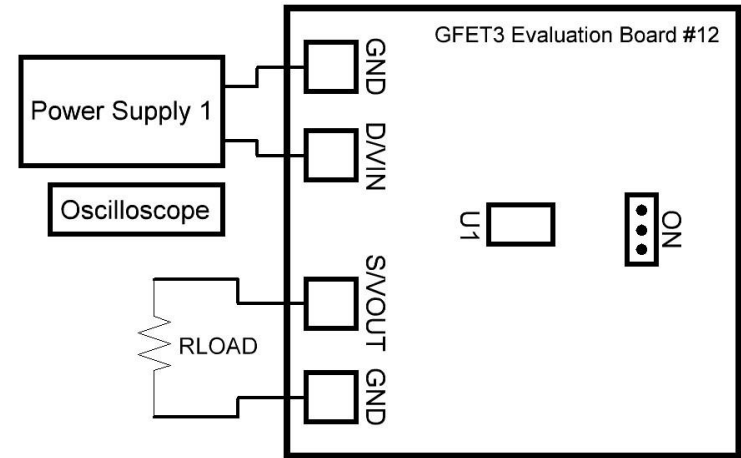 GFET3 Evaluation Board #12
GND
Power Supply 1
D/VIN
Oscilloscope
U1
ON
S/VOUT
RLOAD
GND